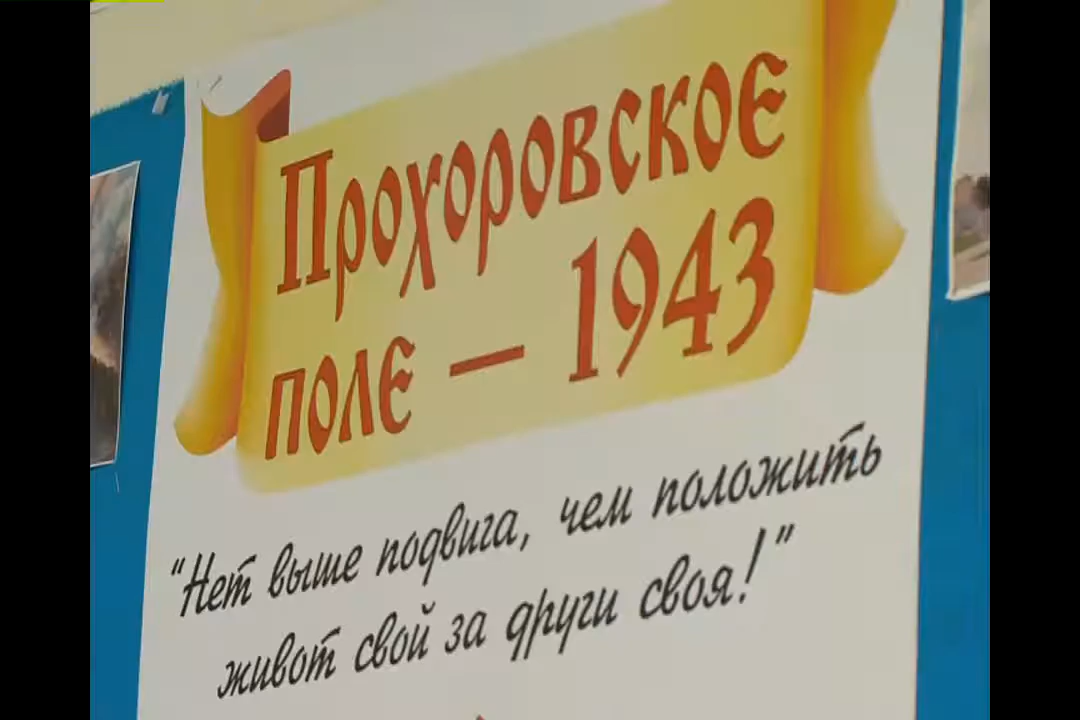 Прохоровское
поле — 1943
“Нет выше подвига, чем положить
живот свой за други своя!”